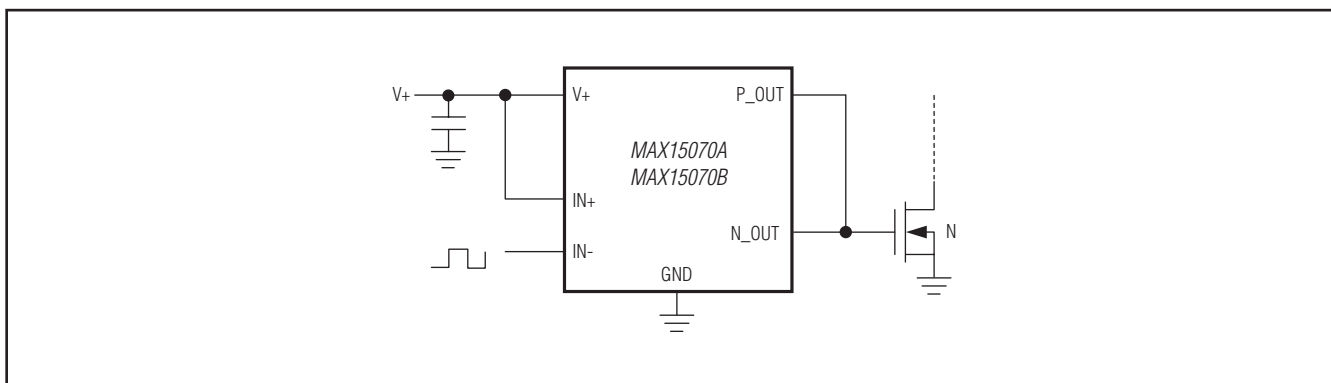 V+
V+
P_OUT
MAX15070A
MAX15070B
IN+
N_OUT
N
IN-
GND